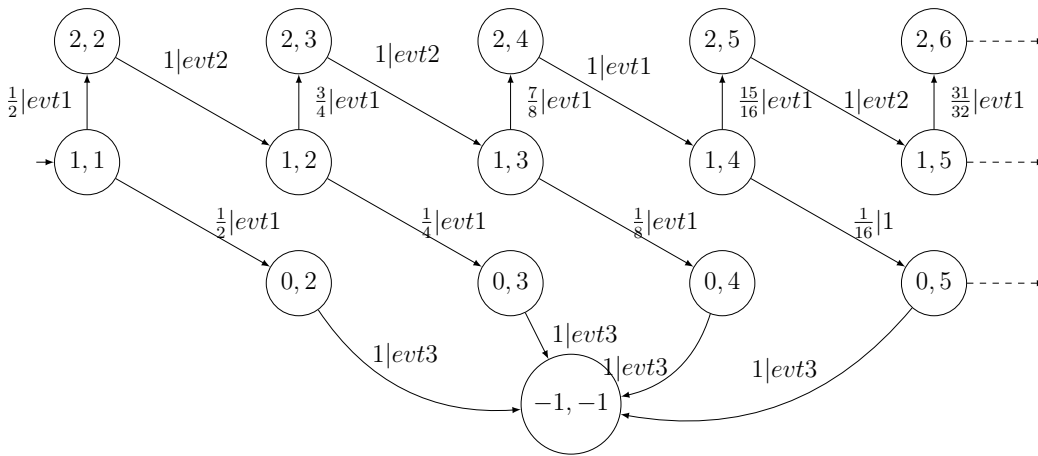 2, 2 2, 3 2, 4 2, 5 2, 6
1|evt2 1|evt2 1|evt1 1|evt2
1/2|evt1 3/4|evt1 7/8|evt1 15/16|evt1 31/32|evt1
1, 1 1, 2 1, 3 1, 4 1, 5
1/2|evt1 1/4|evt1 1/8|evt1 1/16|1
0, 2 0, 3 0, 4 0, 5
1|evt3 1|evt3 1|evt3 1|evt3
−1, −1